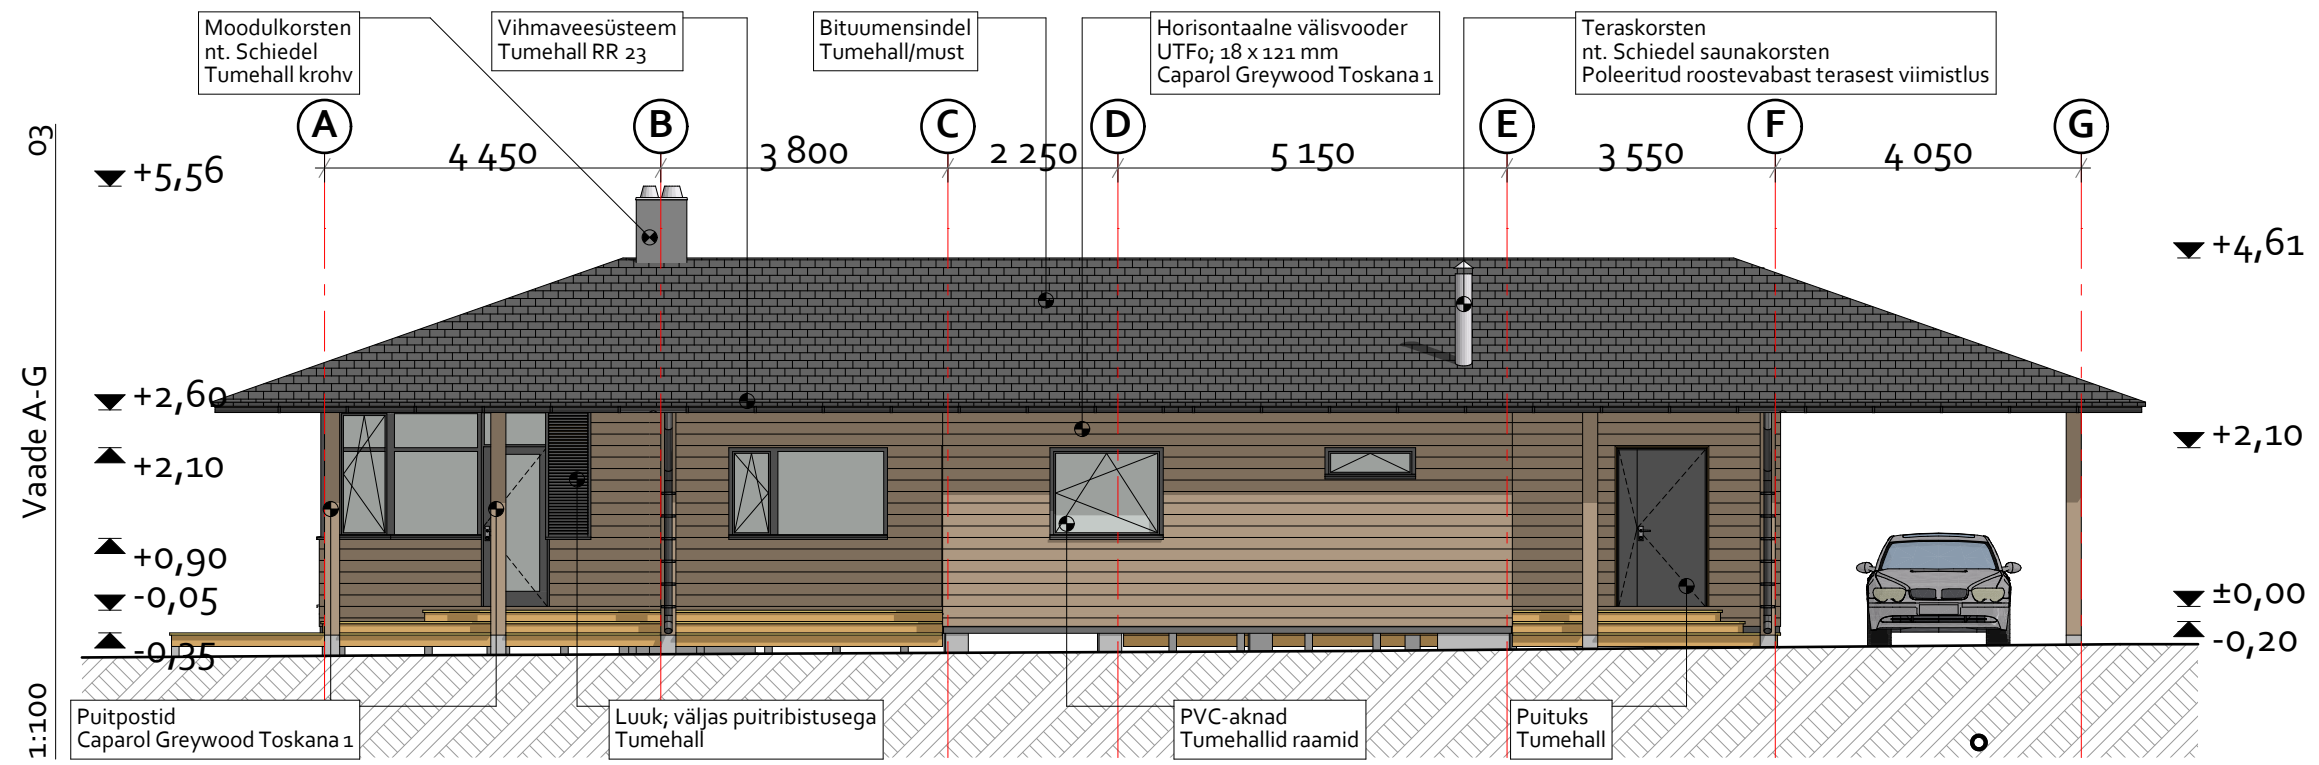 Moodulkorsten
nt. Schiedel
Tumehall krohv
Vihmaveesüsteem
Tumehall RR 23
Bituumensindel
Tumehall/must
Horisontaalne välisvooder
UTF0; 18 x 121 mm
Caparol Greywood Toskana 1
Teraskorsten
nt. Schiedel saunakorsten
Poleeritud roostevabast terasest viimistlus
A
B
C
D
E
F
G
4 450
3 800
2 250
5 150
3 550
4 050
03
Vaade A-G
1:100
+5,56
+2,60
+2,10
+0,90
-0,05
-0,35
+4,61
+2,10
±0,00
-0,20
Puitpostid
Caparol Greywood Toskana 1
Luuk; väljas puitribistusega
Tumehall
PVC-aknad
Tumehallid raamid
Puituks
Tumehall